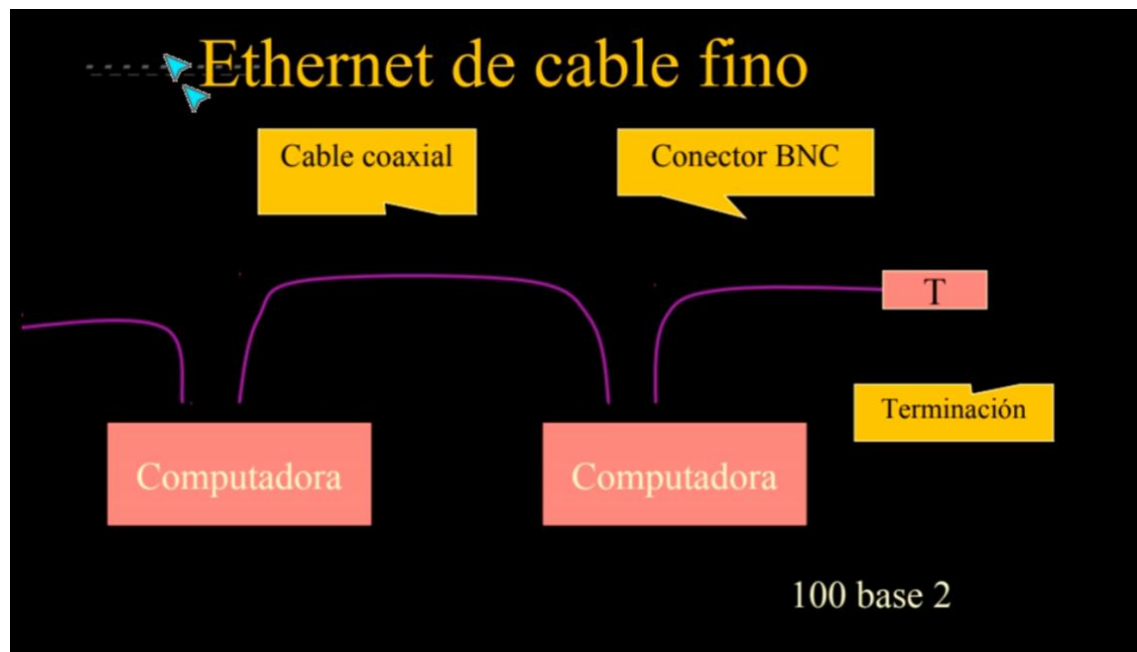 Ethernet de cable fino
Cable coaxial
Conector BNC
T
Terminación
Computadora
Computadora
100 base 2